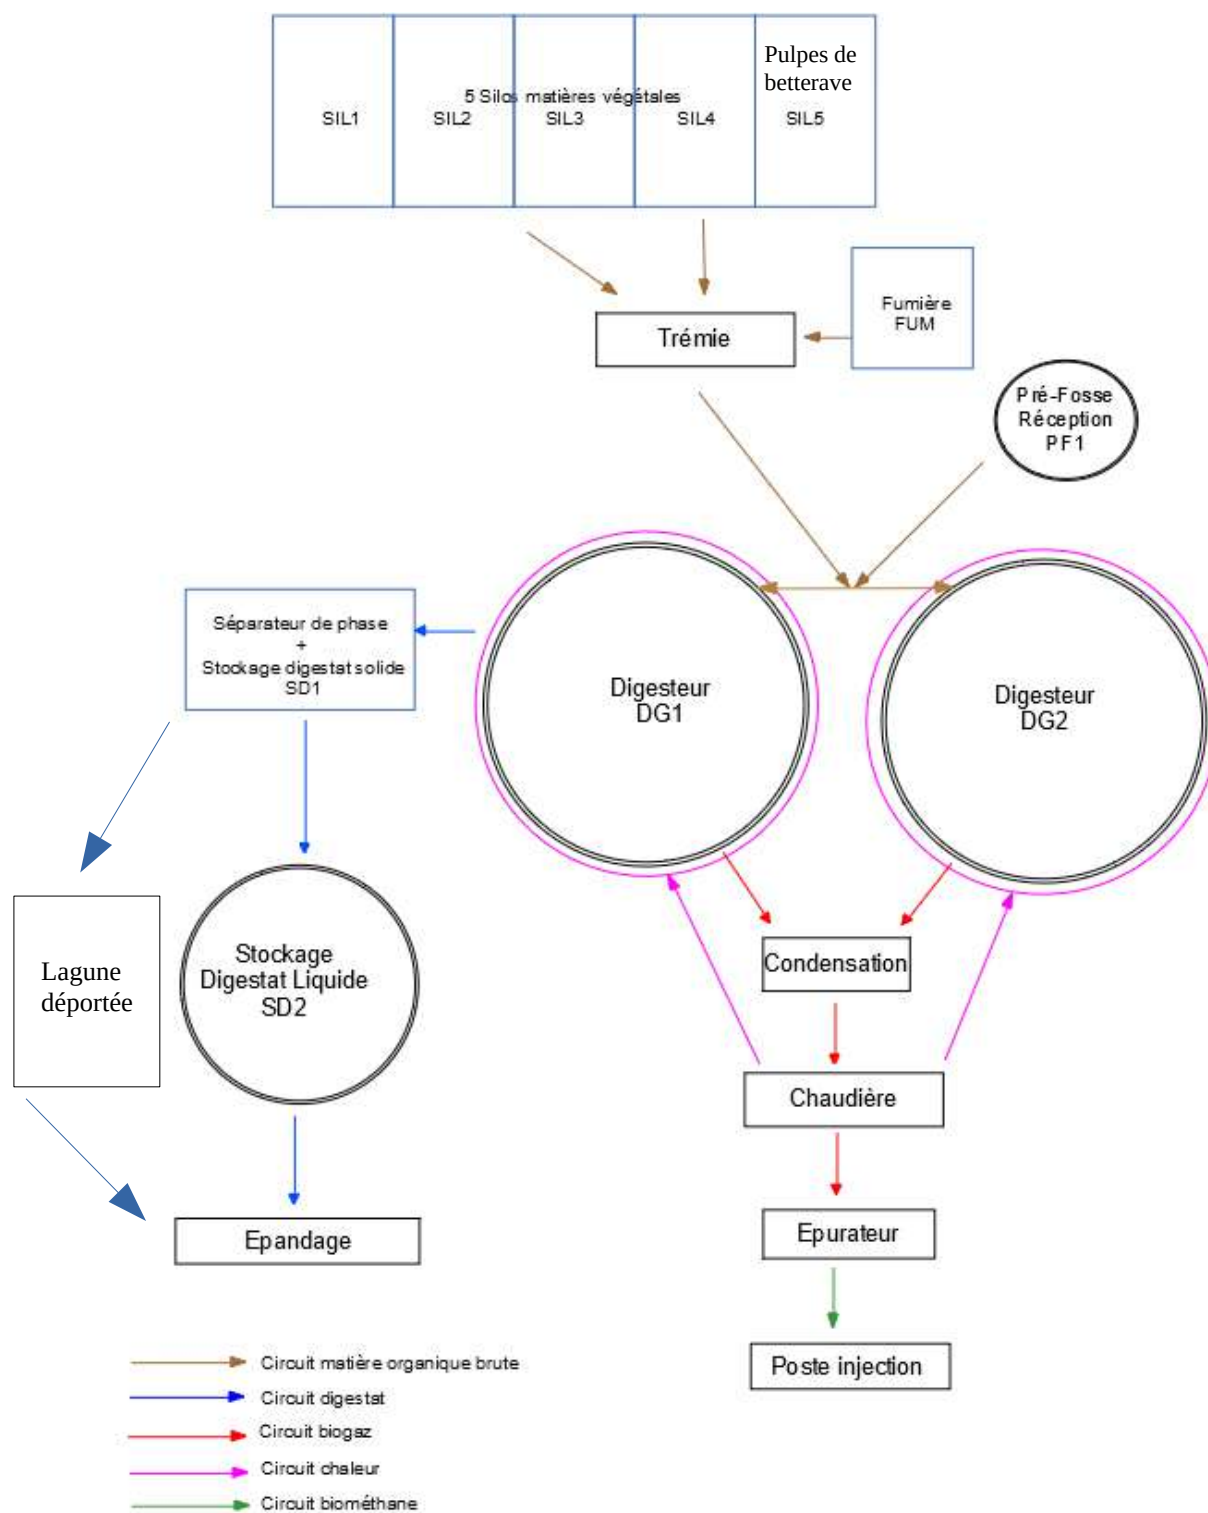 Pulpes de
betterave
5 Silos matières végétales
SIL1 SIL2 SIL3 SIL4 SIL5
Fumière
FUM
Trémie
Pré-Fosse
Réception
PF1
Séparateur de phase
+
Stockage digestat solide
SD1
Digesteur
DG1
Digesteur
DG2
Lagune
déportée
Stockage
Digestat Liquide
SD2
Condensation
Chaudière
Epurateur
Epandage
Poste injection
Circuit matière organique brute
Circuit digestat
Circuit biogaz
Circuit chaleur
Circuit biométhane